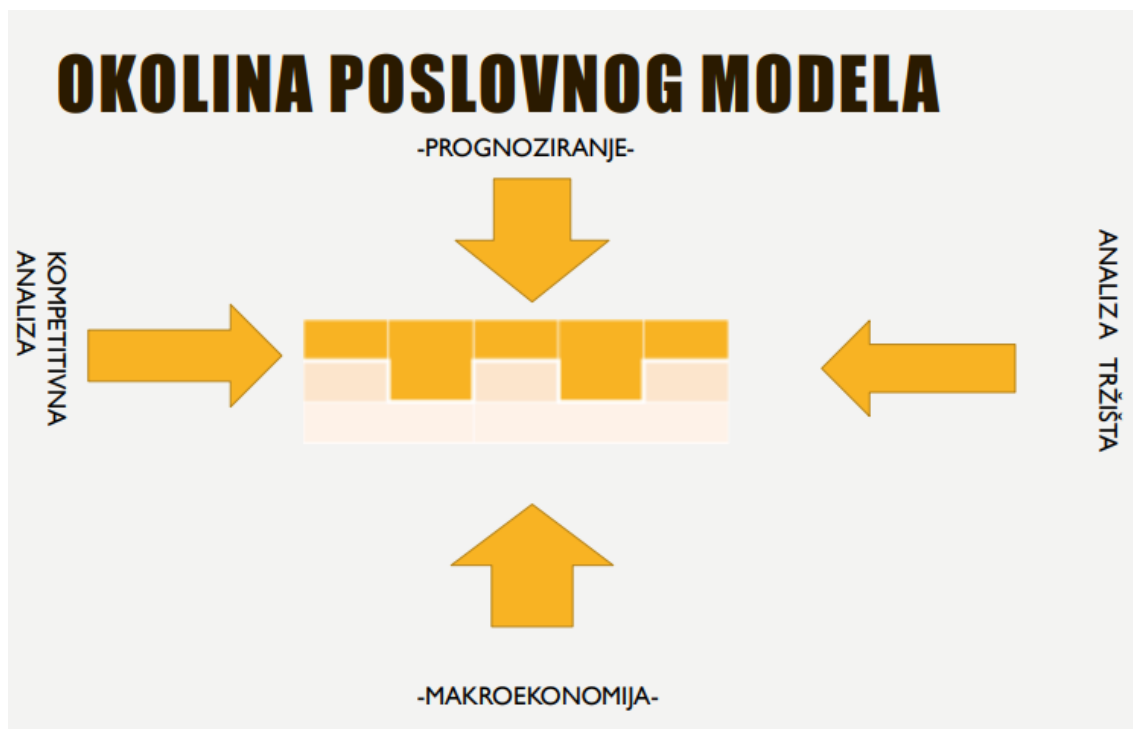 OKOLINA POSLOVNOG MODELA
-PROGNOZIRANJE-
KOMPETITIVNA
ANALIZA
ANALIZA TRŽIŠTA
-MAKROEKONOMIJA-